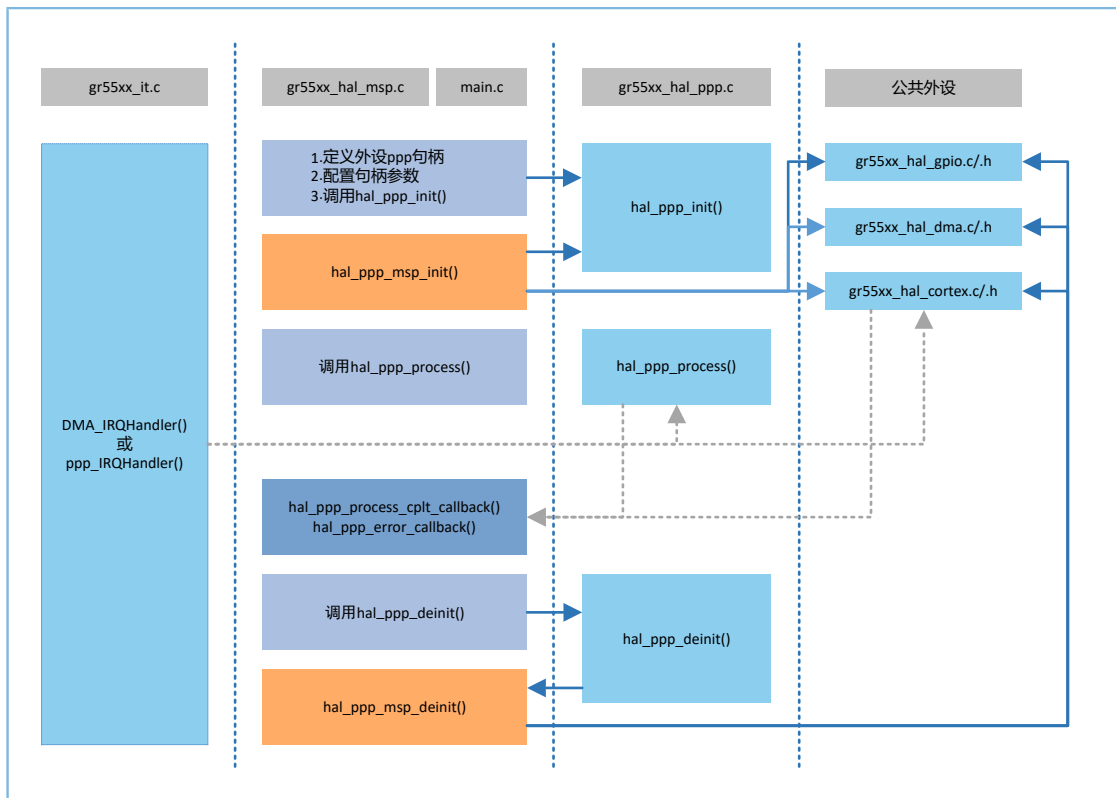 gr55xx_it.c
gr55xx_hal_msp.c
main.c
gr55xx_hal_ppp.c
公共外设
1.定义外设ppp句柄
2.配置句柄参数
3.调用hal_ppp_init()
hal_ppp_init()
gr55xx_hal_gpio.c/.h
gr55xx_hal_dma.c/.h
hal_ppp_msp_init()
gr55xx_hal_cortex.c/.h
调用hal_ppp_process()
hal_ppp_process()
DMA_IRQHandler()
或
ppp_IRQHandler()
hal_ppp_process_cplt_callback()
hal_ppp_error_callback()
调用hal_ppp_deinit()
hal_ppp_deinit()
hal_ppp_msp_deinit()